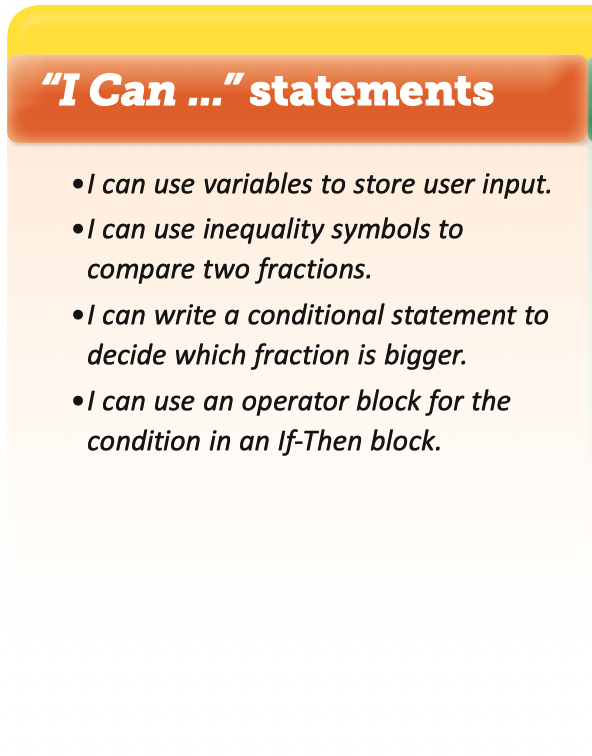 “I Can ...” statements
•I can use variables to store user input.
•I can use inequality symbols to
compare two fractions.
•I can write a conditional statement to
decide which fraction is bigger.
•I can use an operator block for the
condition in an If-Then block.